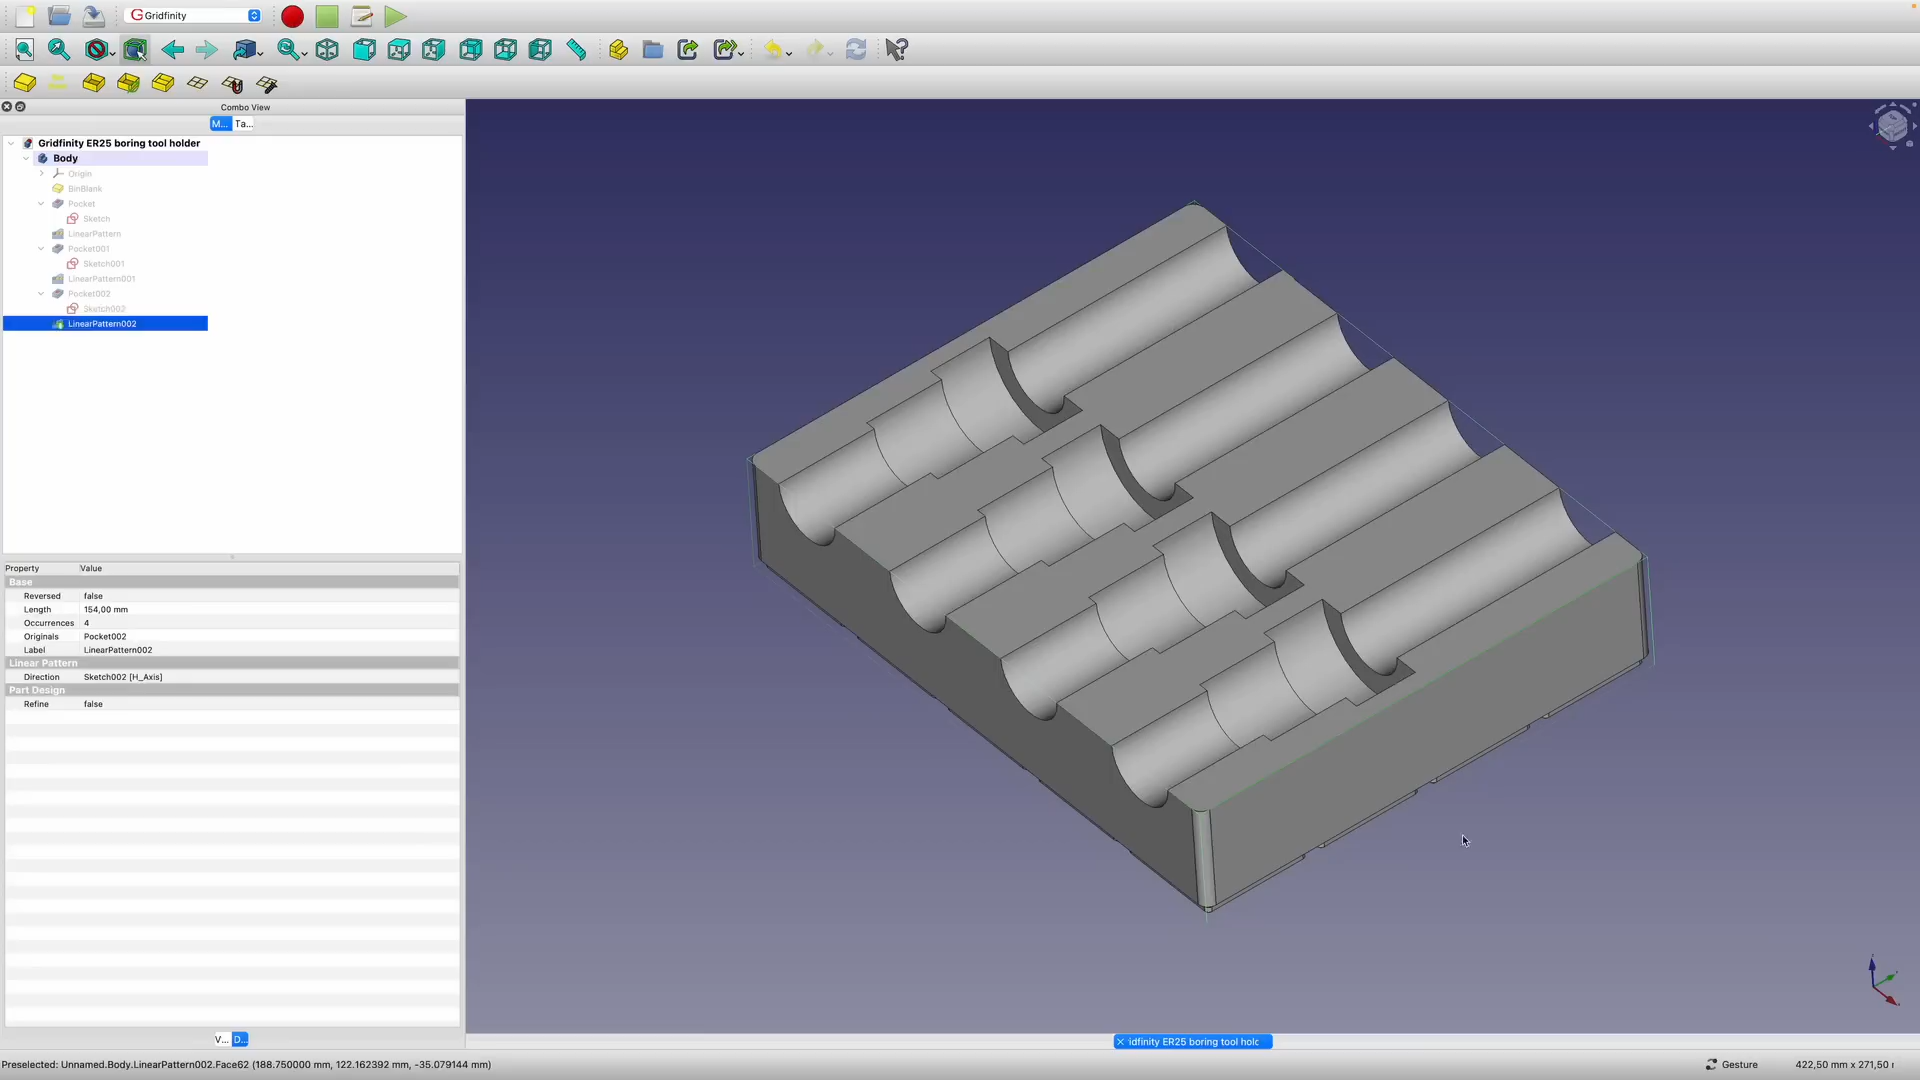 Gridfinity
Combo View
M... Ta...
Gridfinity ER25 boring tool holder
Body
Origin
BinBlank
Pocket
Sketch
LinearPattern
Pocket001
Sketch001
LinearPattern001
Pocket002
Sketch002
LinearPattern002
Property Value
Base
Reversed false
Length 154,00 mm
Occurrences 4
Originals Pocket002
Label LinearPattern002
Linear Pattern
Direction Sketch002 [H_Axis]
Part Design
Refine false
V... D...
idfinity ER25 boring tool holc
Preselected: Unnamed.Body.LinearPattern002.Face62 (188.750000 mm, 122.162392 mm, -35.079144 mm)
Gesture
422,50 mm x 271,50 r